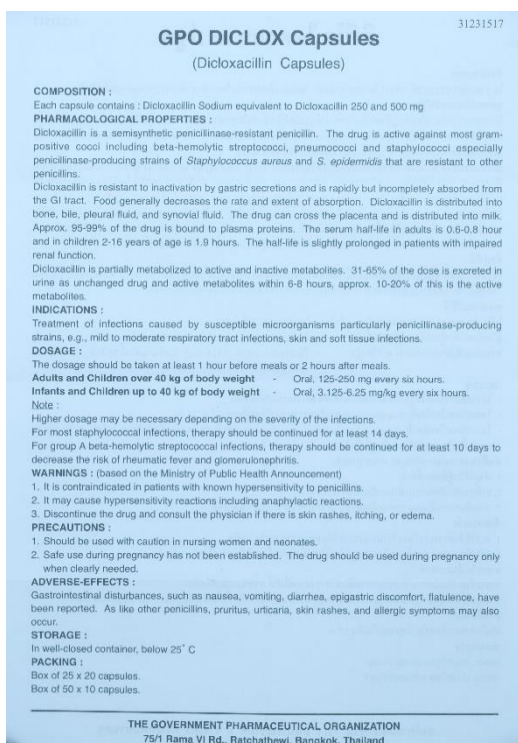 31231517
GPO DICLOX Capsules
(Dicloxacillin Capsules)
COMPOSITION :
Each capsule contains : Dicloxacillin Sodium equivalent to Dicloxacillin 250 and 500 mg
PHARMACOLOGICAL PROPERTIES :
Dicloxacillin is a semisynthetic penicillinase-resistant penicillin. The drug is active against most gram-
positive cocci including beta-hemolytic streptococci, pneumococci and staphylococci especially
penicillinase-producing strains of Staphylococcus aureus and S. epidermidis that are resistant to other
penicillins.
Dicloxacillin is resistant to inactivation by gastric secretions and is rapidly but incompletely absorbed from
the GI tract. Food generally decreases the rate and extent of absorption. Dicloxacillin is distributed into
bone, bile, pleural fluid, and synovial fluid. The drug can cross the placenta and is distributed into milk.
Approx. 95-99% of the drug is bound to plasma proteins. The serum half-life in adults is 0.6-0.8 hour
and in children 2-16 years of age is 1.9 hours. The half-life is slightly prolonged in patients with impaired
renal function.
Dicloxacillin is partially metabolized to active and inactive metabolites. 31-65% of the dose is excreted in
urine as unchanged drug and active metabolites within 6-8 hours, approx. 10-20% of this is the active
metabolites.
INDICATIONS :
Treatment of infections caused by susceptible microorganisms particularly penicillinase-producing
strains, e.g., mild to moderate respiratory tract infections, skin and soft tissue infections.
DOSAGE :
The dosage should be taken at least 1 hour before meals or 2 hours after meals.
Adults and Children over 40 kg of body weight - Oral, 125-250 mg every six hours.
Infants and Children up to 40 kg of body weight - Oral, 3.125-6.25 mg/kg every six hours.
Note :
Higher dosage may be necessary depending on the severity of the infections.
For most staphylococcal infections, therapy should be continued for at least 14 days.
For group A beta-hemolytic streptococcal infections, therapy should be continued for at least 10 days to
decrease the risk of rheumatic fever and glomerulonephritis.
WARNINGS : (based on the Ministry of Public Health Announcement)
1. It is contraindicated in patients with known hypersensitivity to penicillins.
2. It may cause hypersensitivity reactions including anaphylactic reactions.
3. Discontinue the drug and consult the physician if there is skin rashes, itching, or edema.
PRECAUTIONS :
1. Should be used with caution in nursing women and neonates.
2. Safe use during pregnancy has not been established. The drug should be used during pregnancy only
when clearly needed.
ADVERSE-EFFECTS :
Gastrointestinal disturbances, such as nausea, vomiting, diarrhea, epigastric discomfort, flatulence, have
been reported. As like other penicillins, pruritus, urticaria, skin rashes, and allergic symptoms may also
occur.
STORAGE :
In well-closed container, below 25° C
PACKING :
Box of 25 x 20 capsules.
Box of 50 x 10 capsules.
THE GOVERNMENT PHARMACEUTICAL ORGANIZATION
75/1 Rama VI Rd., Ratchathewi, Bangkok, Thailand